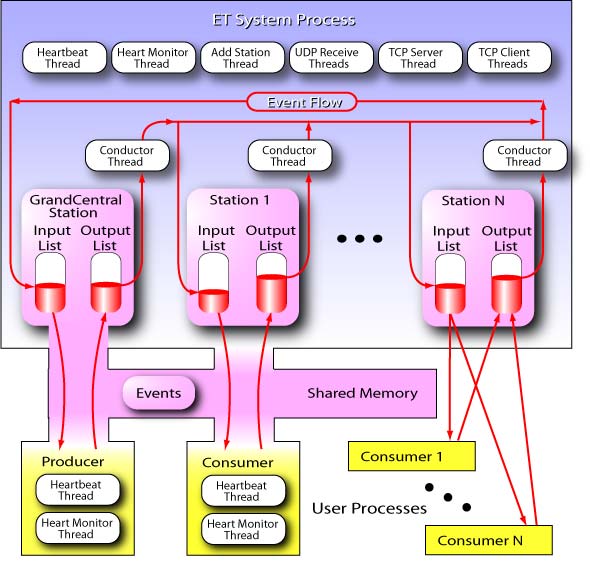 ET System Process
Heartbeat
Thread
Heart Monitor
Thread
Add Station
Thread
UDP Receive
Threads
TCP Server
Thread
TCP Client
Threads
Event Flow
Conductor
Thread
Conductor
Thread
Conductor
Thread
GrandCentral
Station
Input
List
Output
List
Station 1
Input
List
Output
List
Station N
Input
List
Output
List
Events
Shared Memory
Producer
Heartbeat
Thread
Heart Monitor
Thread
Consumer
Heartbeat
Thread
Heart Monitor
Thread
Consumer 1
User Processes
Consumer N